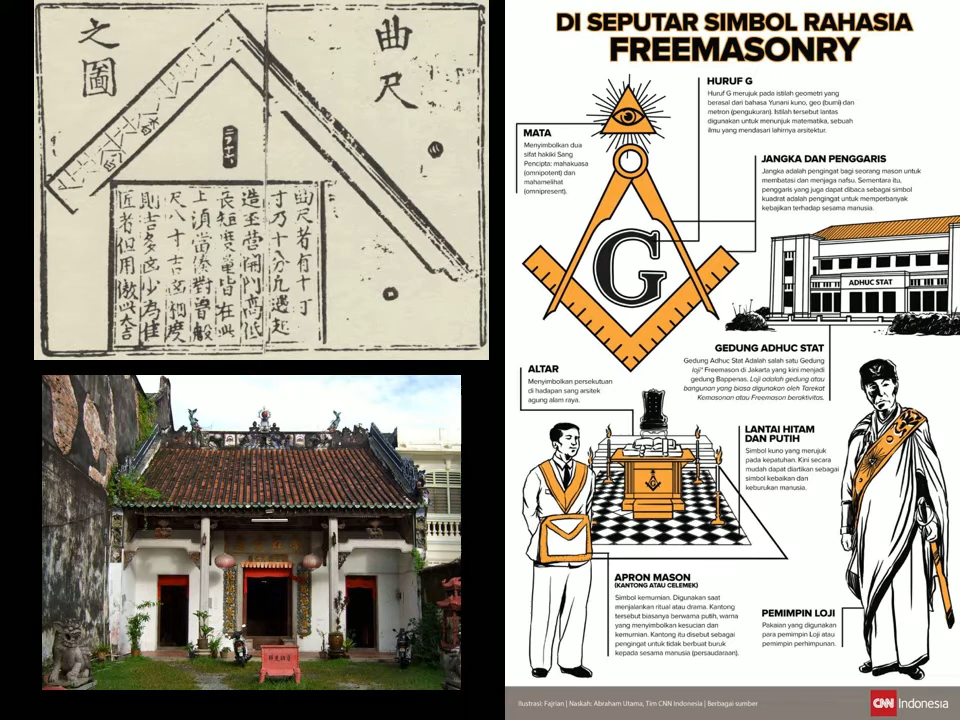 曲尺
之圖
曲尺者有十
寸乃十分凡遇起
造經營開門高低
長短度量皆在此
上須當湊對魯般
尺八寸吉凶相度
則吉多凶少為佳
匠者但用倣此大吉
DI SEPUTAR SIMBOL RAHASIA
FREEMASONRY
HURUF G
Huruf G merujuk pada istilah geometri yang
berasal dari bahasa Yunani kuno, geo (bumi) dan
metron (pengukuran). Istilah tersebut lantas
digunakan untuk menunjuk matematika, sebuah
ilmu yang mendasari lahirnya arsitektur.
MATA
Menyimbolkan dua
sifat hakiki Sang
Pencipta: mahakuasa
(omnipotent) dan
mahamelihat
(omnipresent).
JANGKA DAN PENGGARIS
Jangka adalah pengingat bagi seorang mason untuk
membatasi dan menjaga nafsu. Sementara itu,
penggaris yang juga dapat dibaca sebagai simbol
kuadrat adalah pengingat untuk memperbanyak
kebajikan terhadap sesama manusia.
G
ADHUC STAT
GEDUNG ADHUC STAT
Gedung Adhuc Stat Adalah salah satu Gedung
loji* Freemason di Jakarta yang kini menjadi
gedung Bappenas. Loji adalah gedung atau
bangunan yang biasa digunakan oleh Tarekat
Kemasonan atau Freemason beraktivitas.
ALTAR
Menyimbolkan persekutuan
di hadapan sang arsitek
agung alam raya.
LANTAI HITAM
DAN PUTIH
Simbol kuno yang merujuk
pada kepatuhan. Kini secara
mudah dapat diartikan sebagai
simbol kebaikan dan
keburukan manusia.
APRON MASON
(KANTONG ATAU CELEMEK)
Simbol kemurnian. Digunakan saat
menjalankan ritual atau drama. Kantong
tersebut biasanya berwarna putih, warna
yang menyimbolkan kesucian dan
kemurnian. Kantong itu disebut sebagai
pengingat untuk tidak berbuat buruk
kepada sesama manusia (persaudaraan).
PEMIMPIN LOJI
Pakaian yang digunakan
para pemimpin Loji atau
pemimpin perhimpunan.
Ilustrasi: Fajrian | Naskah: Abraham Utama, Tim CNN Indonesia | Berbagai sumber
CNN Indonesia